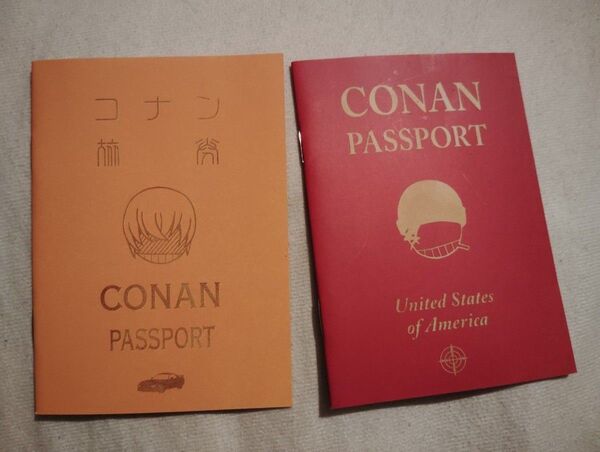 コナン
旅券
CONAN
PASSPORT
CONAN
PASSPORT
United States
of America